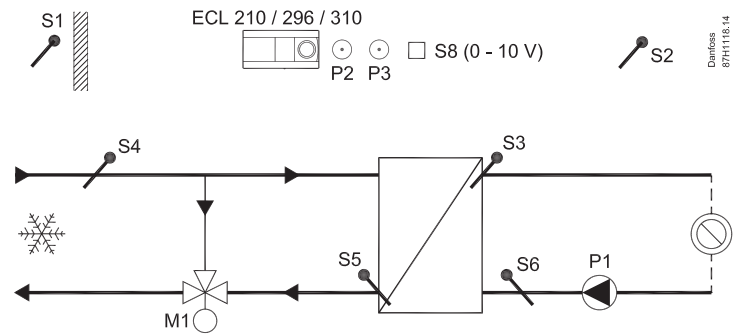 S1
ECL 210 / 296 / 310
P2
P3
S8 (0 - 10 V)
S2
Danfoss
87H1118.14
S4
S3
S5
S6
P1
M1